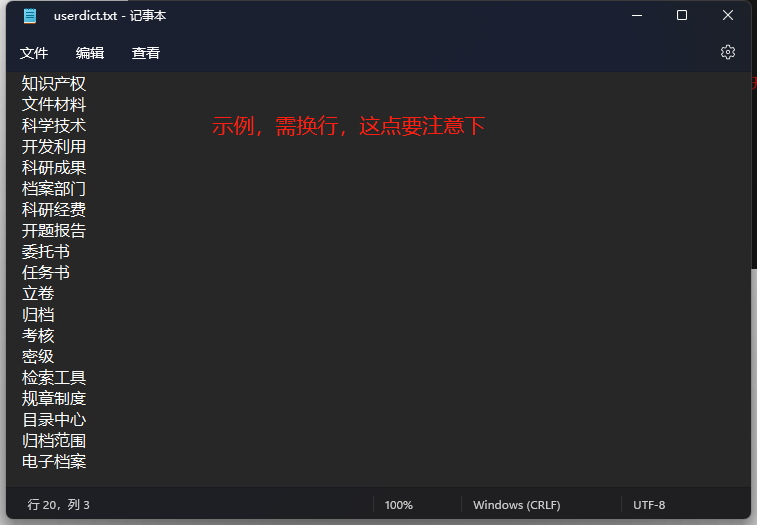 userdict.txt - 记事本
文件 编辑 查看
知识产权
文件材料
科学技术
示例，需换行，这点要注意下
开发利用
科研成果
档案部门
科研经费
开题报告
委托书
任务书
立卷
归档
考核
密级
检索工具
规章制度
目录中心
归档范围
电子档案
行 20，列 3 100% Windows (CRLF) UTF-8